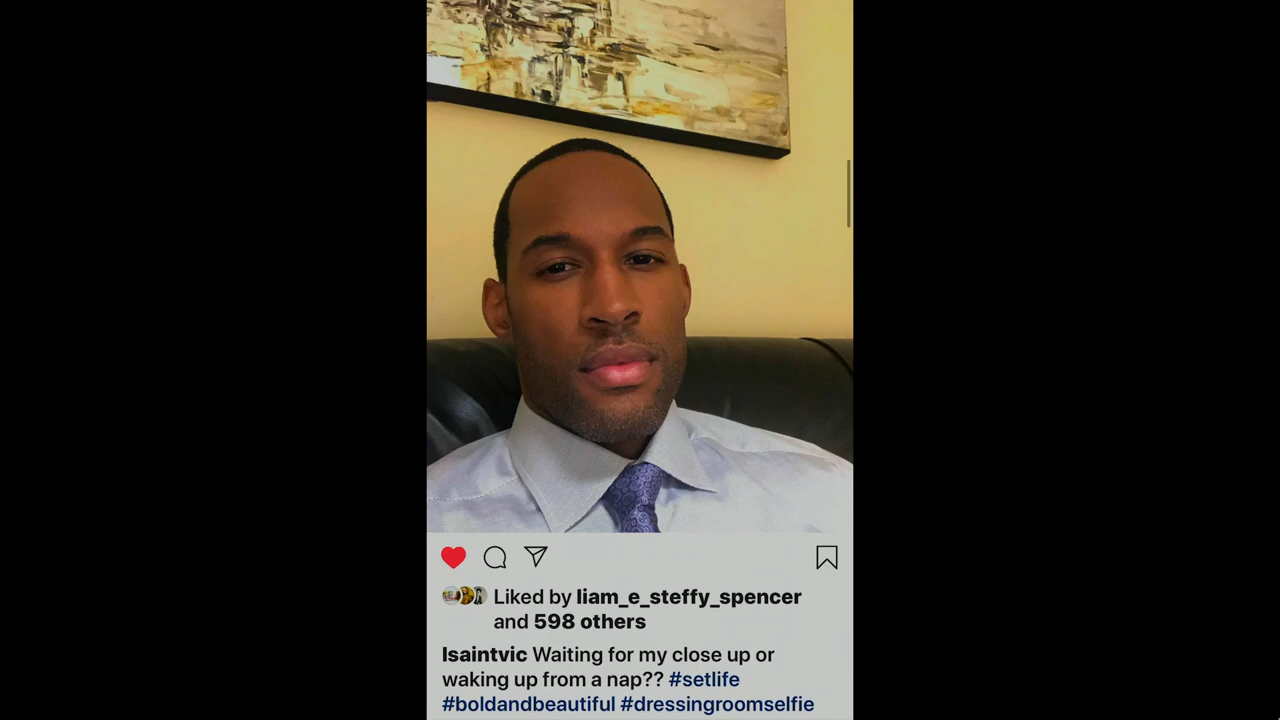 Liked by liam_e_steffy_spencer
and 598 others
lsaintvic Waiting for my close up or
waking up from a nap?? #setlife
#boldandbeautiful #dressingroomselfie